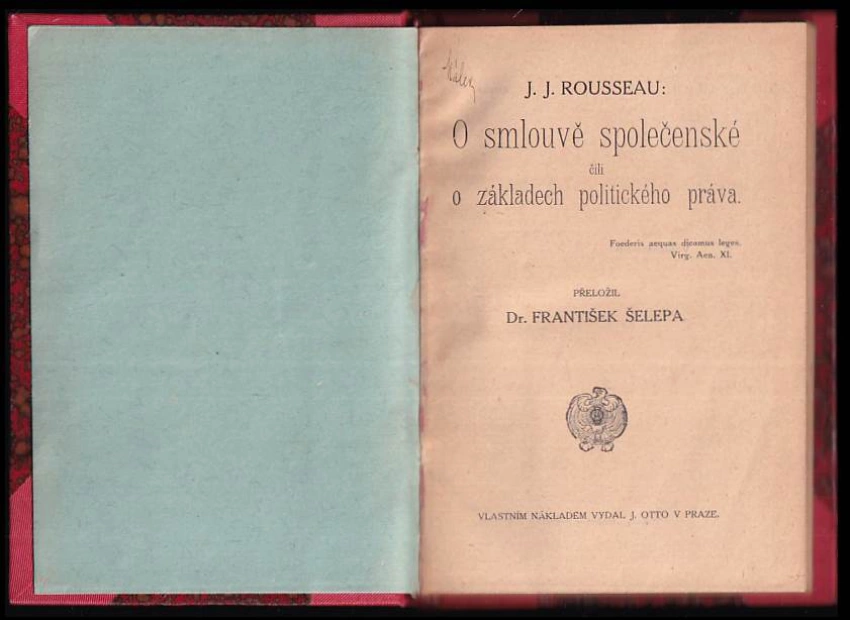 J. J. ROUSSEAU:
O smlouvě společenské
čili
o základech politického práva.
Foederis aequas dicamus leges.
Virg. Aen. XI.
PŘELOŽIL
Dr. FRANTIŠEK ŠELEPA
VLASTNÍM NÁKLADEM VYDAL J. OTTO V PRAZE.